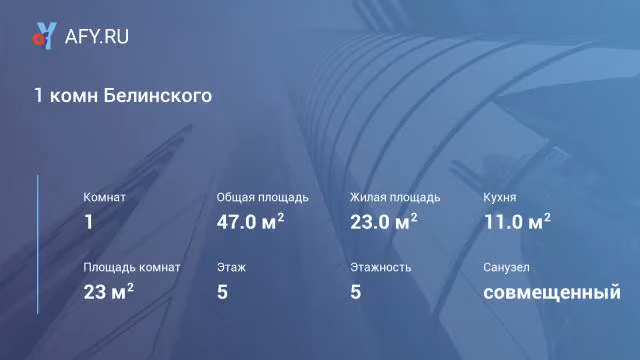 AFY.RU
1 комн Белинского
Комнат Общая площадь Жилая площадь Кухня
1 47.0 м² 23.0 м² 11.0 м²
Площадь комнат Этаж Этажность Санузел
23 м² 5 5 совмещенный